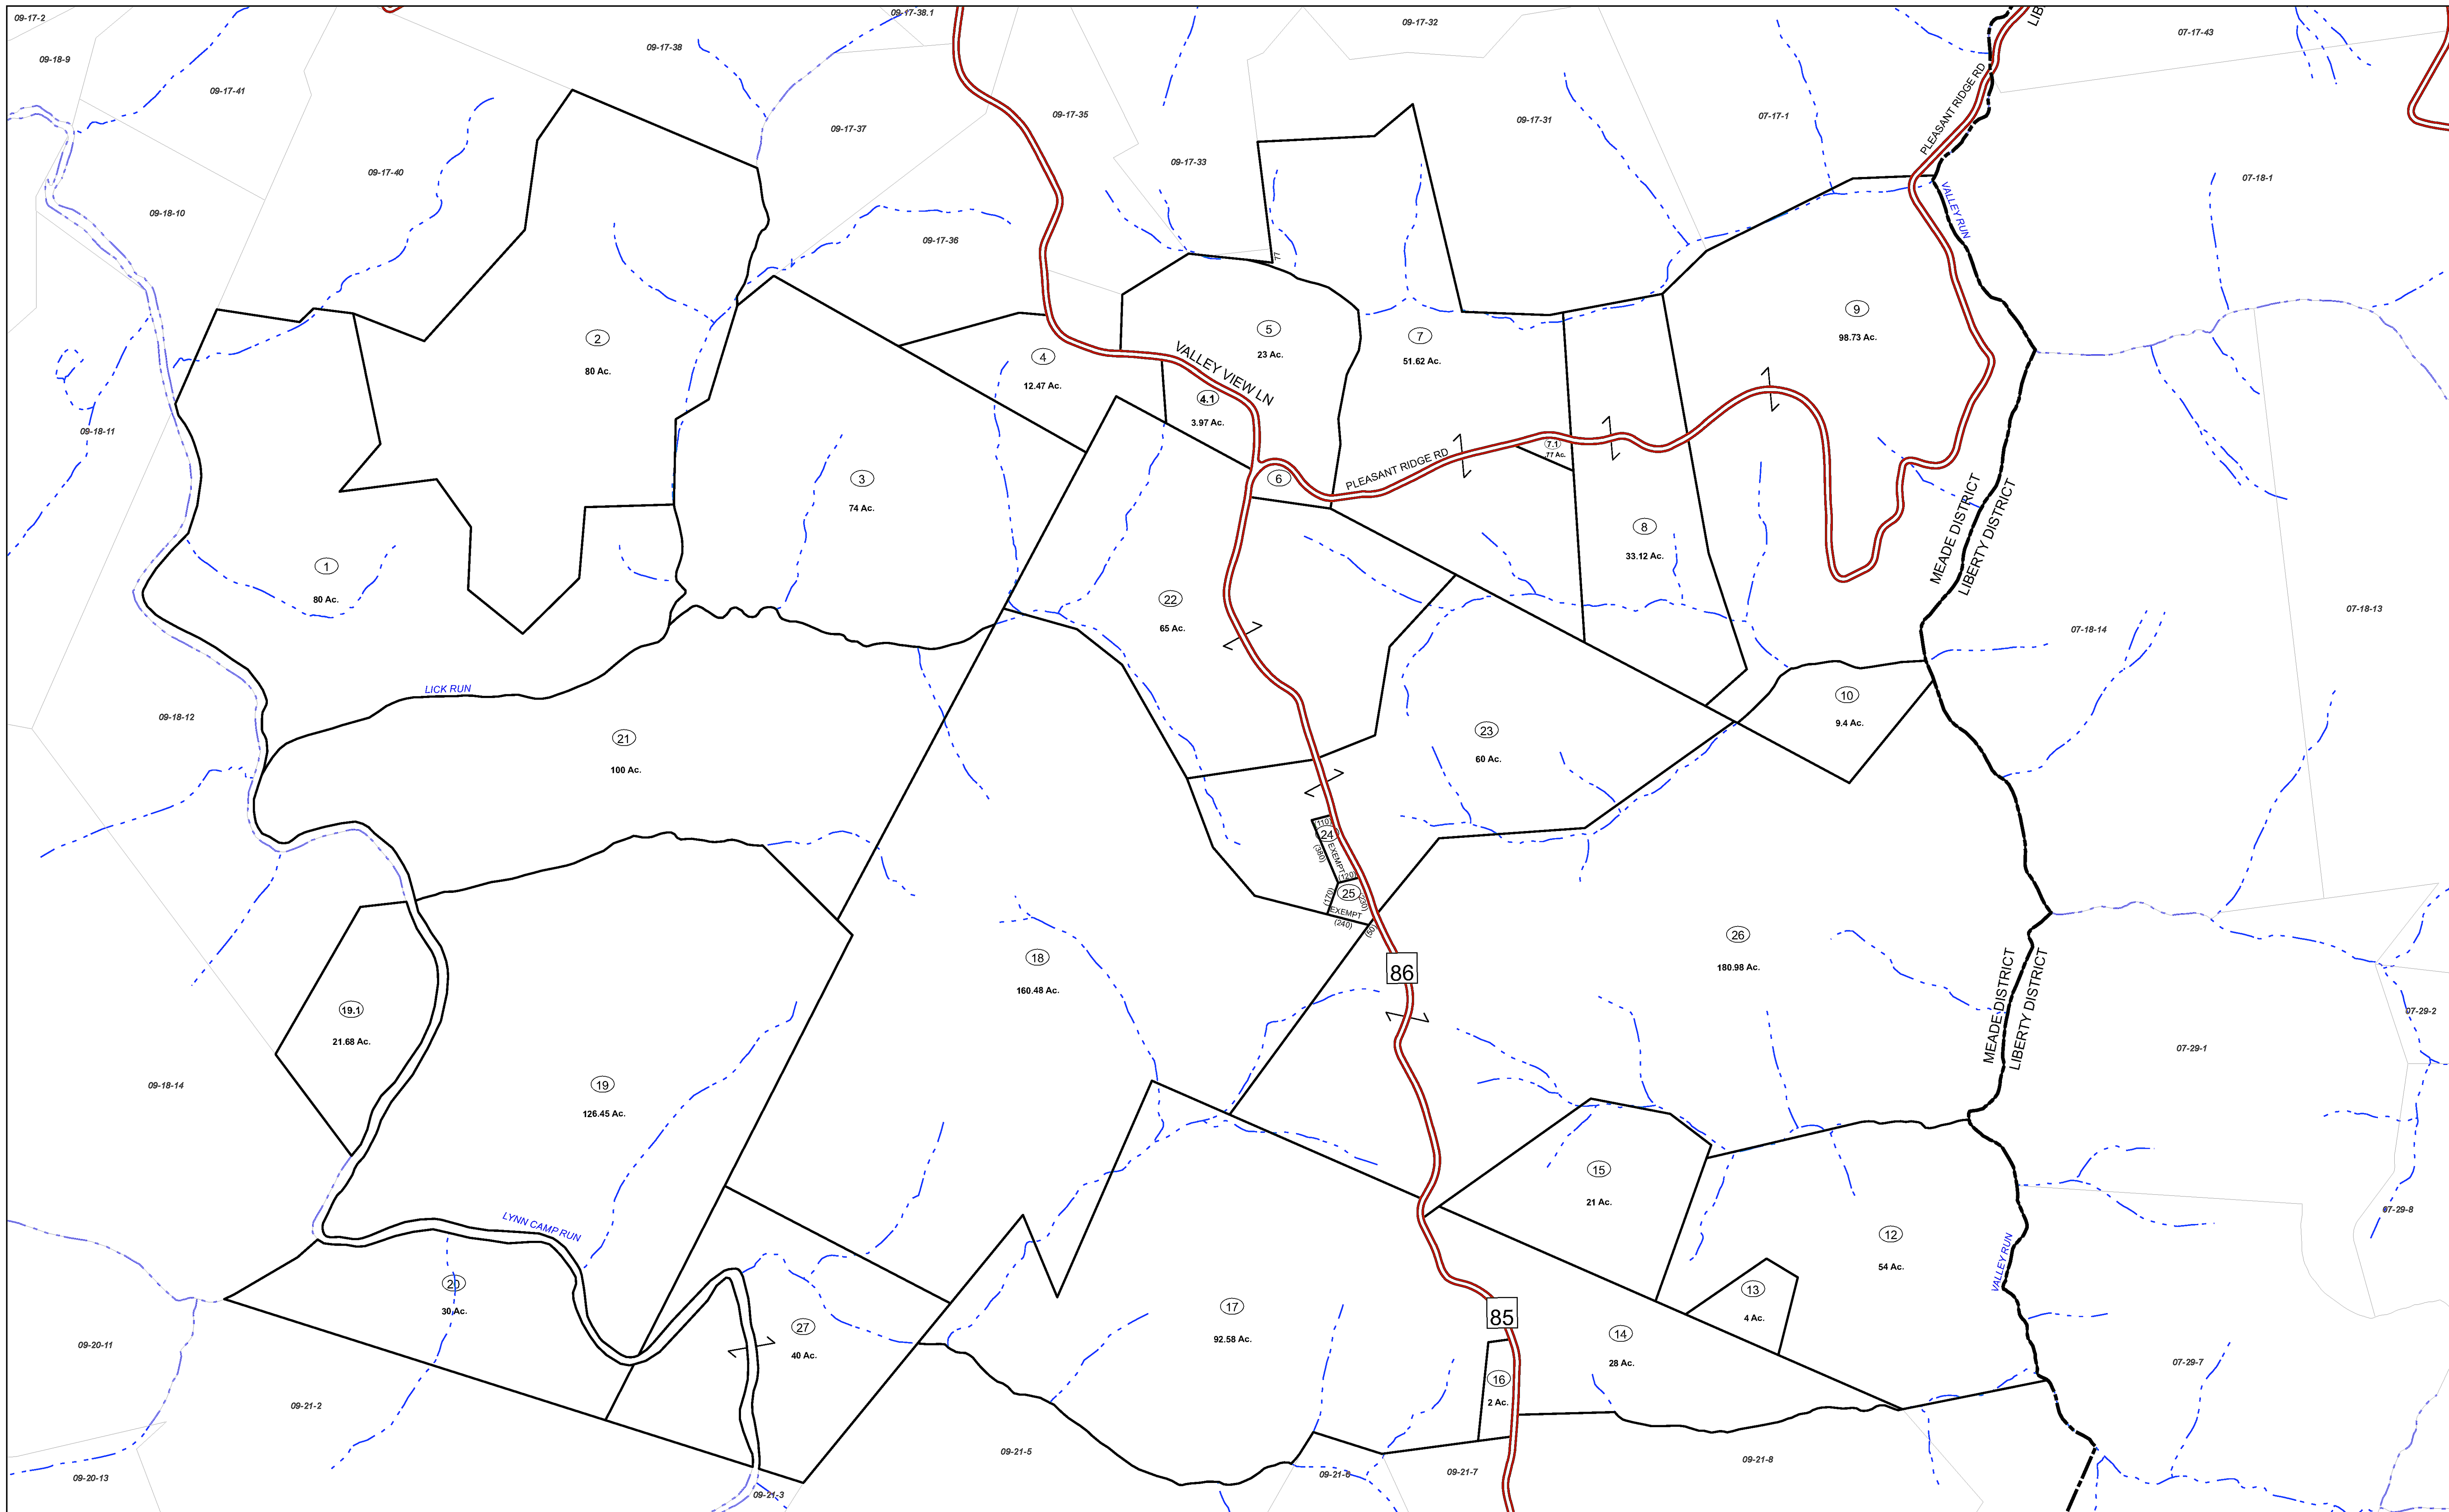 09-17-2
09-17-38.1
09-17-32
LIB
07-17-43
09-18-9
09-17-38
09-17-41
09-17-37
09-17-35
09-17-31
07-17-1
PLEASANT RIDGE RD
09-17-40
09-17-33
07-18-1
09-18-10
VALLEY RUN
09-17-36
77
2
80 Ac.
5
23 Ac.
7
51.62 Ac.
9
98.73 Ac.
4
12.47 Ac.
VALLEY VIEW LN
4.1
3.97 Ac.
09-18-11
7.1
.77 Ac.
PLEASANT RIDGE RD
3
74 Ac.
6
8
33.12 Ac.
MEADE DISTRICT
LIBERTY DISTRICT
1
80 Ac.
22
65 Ac.
07-18-13
07-18-14
LICK RUN
10
9.4 Ac.
09-18-12
21
100 Ac.
23
60 Ac.
(110)
24
EXEMPT
(380)
(120)
25
(170)
(230)
EXEMPT
(240)
(50)
26
180.98 Ac.
86
18
160.48 Ac.
MEADE DISTRICT
LIBERTY DISTRICT
19.1
21.68 Ac.
07-29-2
07-29-1
09-18-14
19
126.45 Ac.
15
21 Ac.
07-29-8
LYNN CAMP RUN
12
54 Ac.
VALLEY RUN
20
30 Ac.
13
4 Ac.
17
92.58 Ac.
85
27
40 Ac.
14
28 Ac.
09-20-11
07-29-7
16
2 Ac.
09-21-2
09-21-5
09-21-8
09-20-13
09-21-6
09-21-7
09-21-3